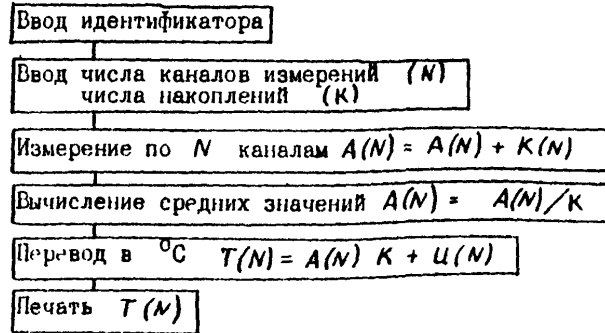 Ввод идентификатора
Ввод числа каналов измерений (N)
числа накоплений (К)
Измерение по N каналам A(N) = A(N) + K(N)
Вычисление средних значений A(N) = A(N)/K
Перевод в °C T(N) = A(N) K + U(N)
Печать T(N)